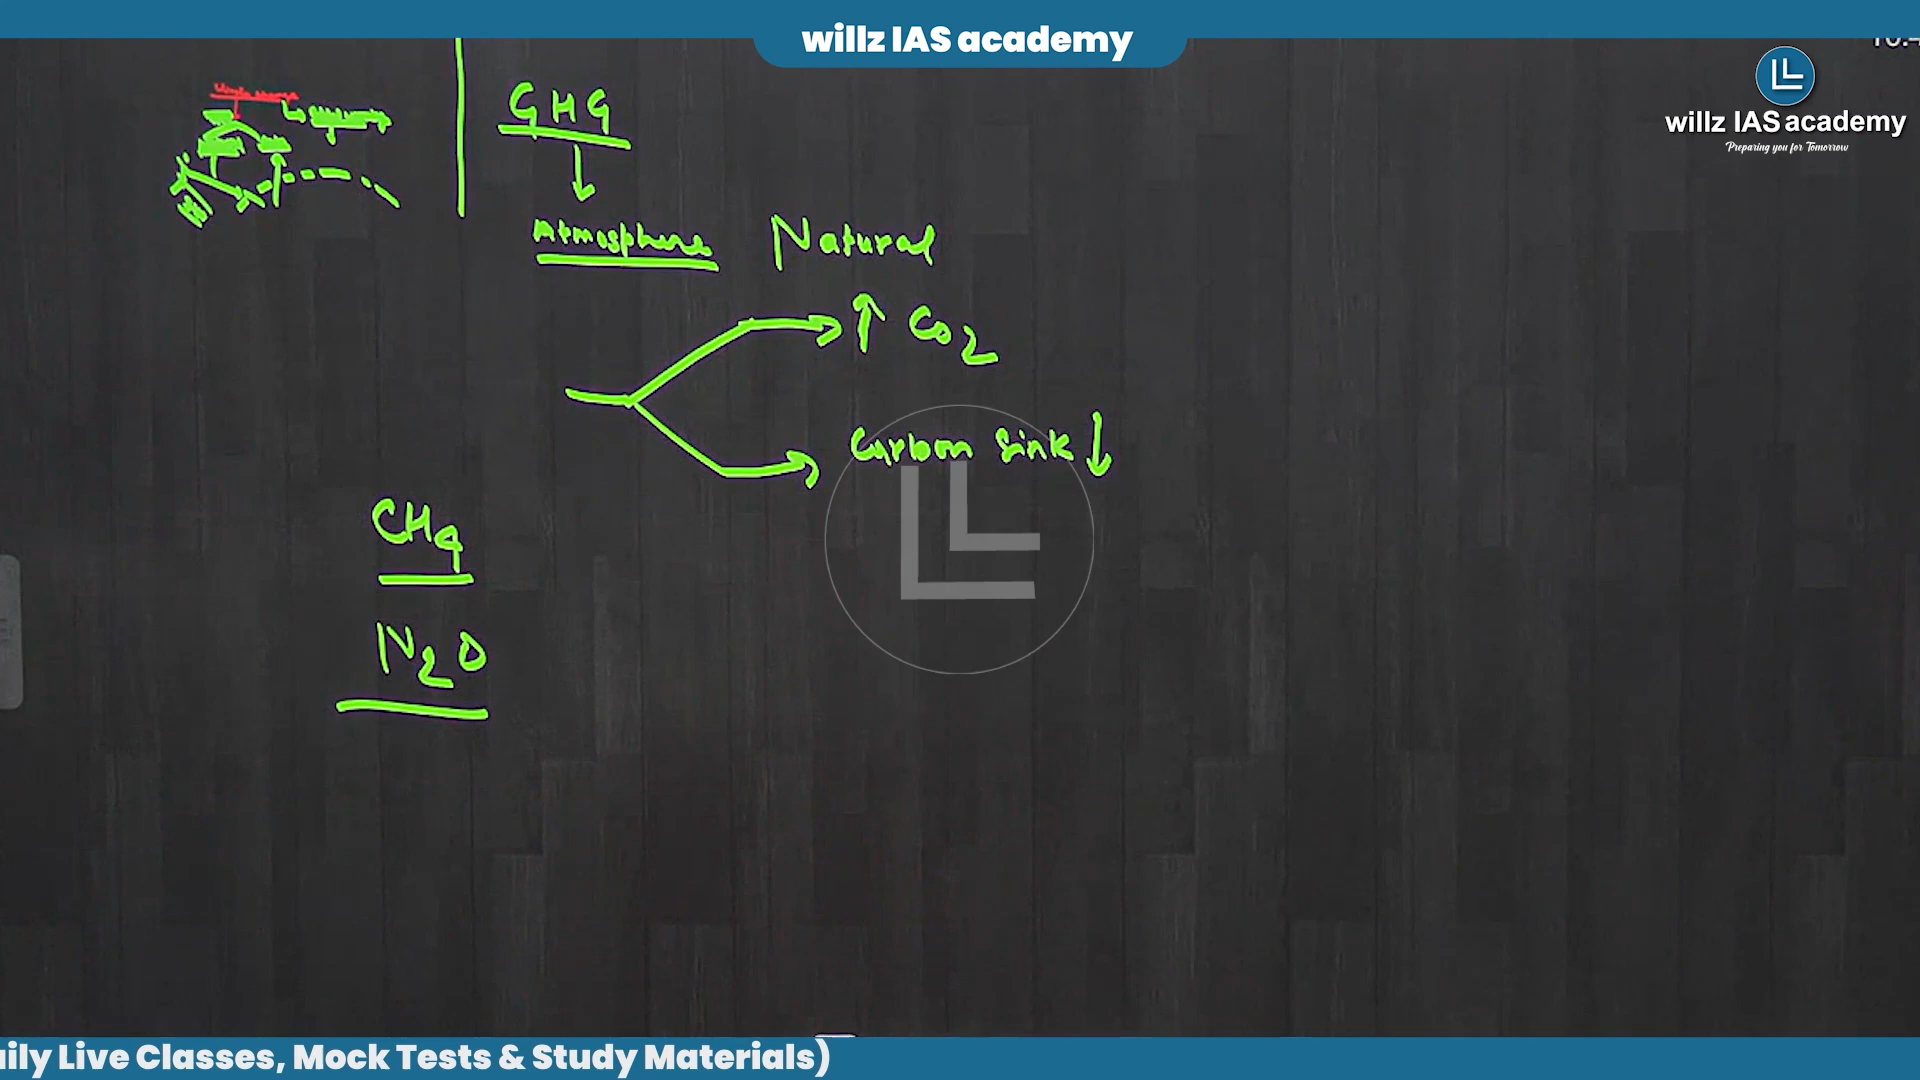 willz IAS academy
willz IAS academy
Preparing you for Tomorrow
GHG
Atmosphere Natural
↑ CO2
Carbon Sink ↓
CH4
N2O
aily Live Classes, Mock Tests & Study Materials)